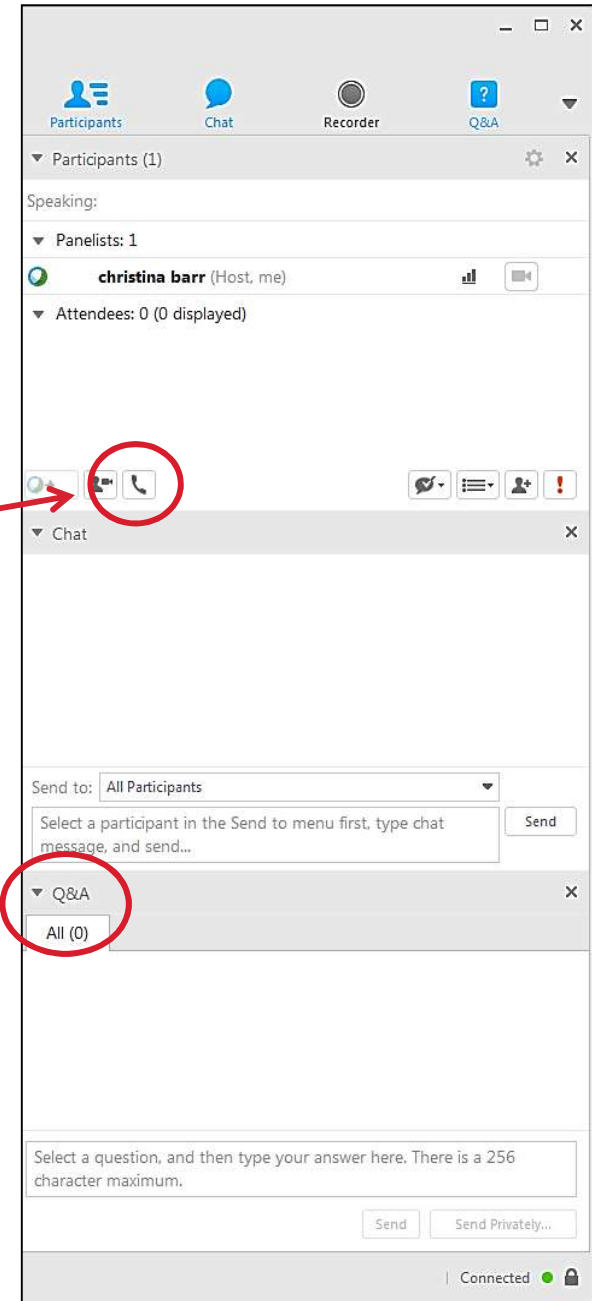 Participants Chat Recorder Q&A
Participants (1)
Speaking:
Panelists: 1
christina barr (Host, me)
Attendees: 0 (0 displayed)
Chat
Send to: All Participants
Select a participant in the Send to menu first, type chat
message, and send...
Send
Q&A
All (0)
Select a question, and then type your answer here. There is a 256
character maximum.
Send Send Privately...
Connected